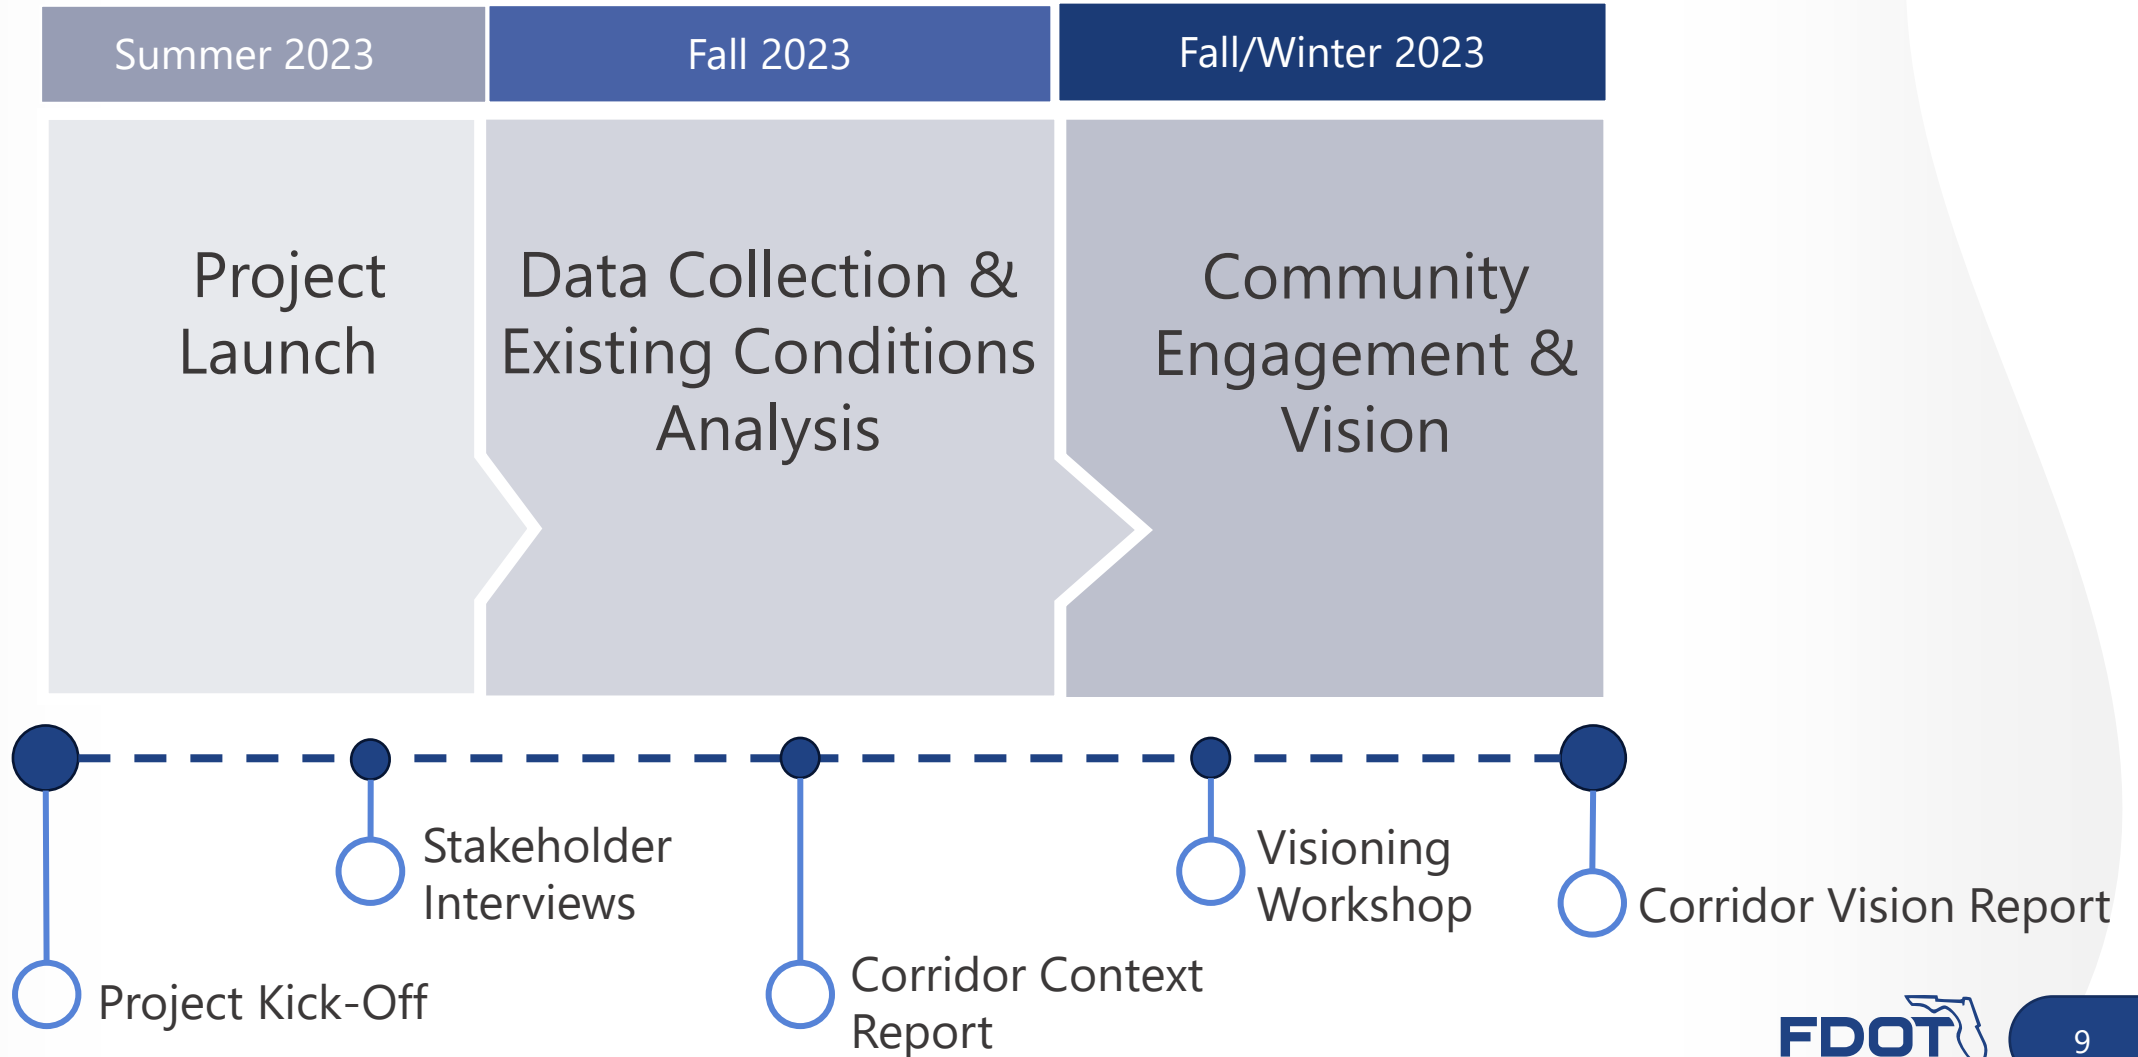 Summer 2023
Fall 2023
Fall/Winter 2023
Project
Launch
Data Collection &
Existing Conditions
Analysis
Community
Engagement &
Vision
Stakeholder
Interviews
Visioning
Workshop
Corridor Vision Report
Project Kick-Off
Corridor Context
Report
FDOT
9